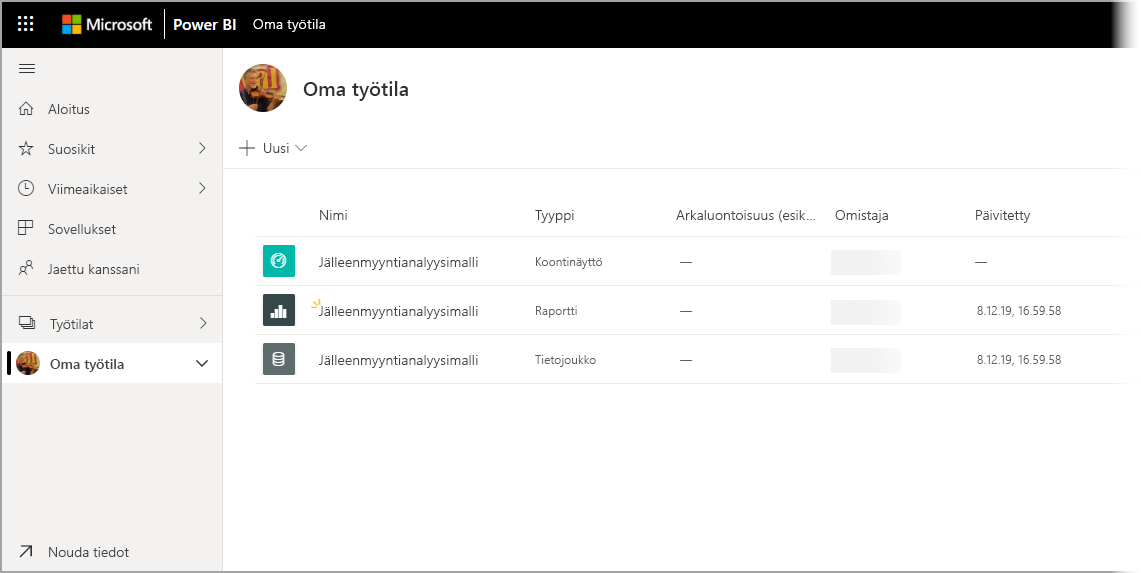 Microsoft Power BI Oma työtila
Oma työtila
Aloitus
Suosikit
Viimeaikaiset
Sovellukset
Jaettu kanssani
Työtilat
Oma työtila
Nouda tiedot
Uusi
Nimi Tyyppi Arkaluontoisuus (esik... Omistaja Päivitetty
Jälleenmyyntianalyysimalli Koontinäyttö — —
Jälleenmyyntianalyysimalli Raportti — 8.12.19, 16.59.58
Jälleenmyyntianalyysimalli Tietojoukko — 8.12.19, 16.59.58